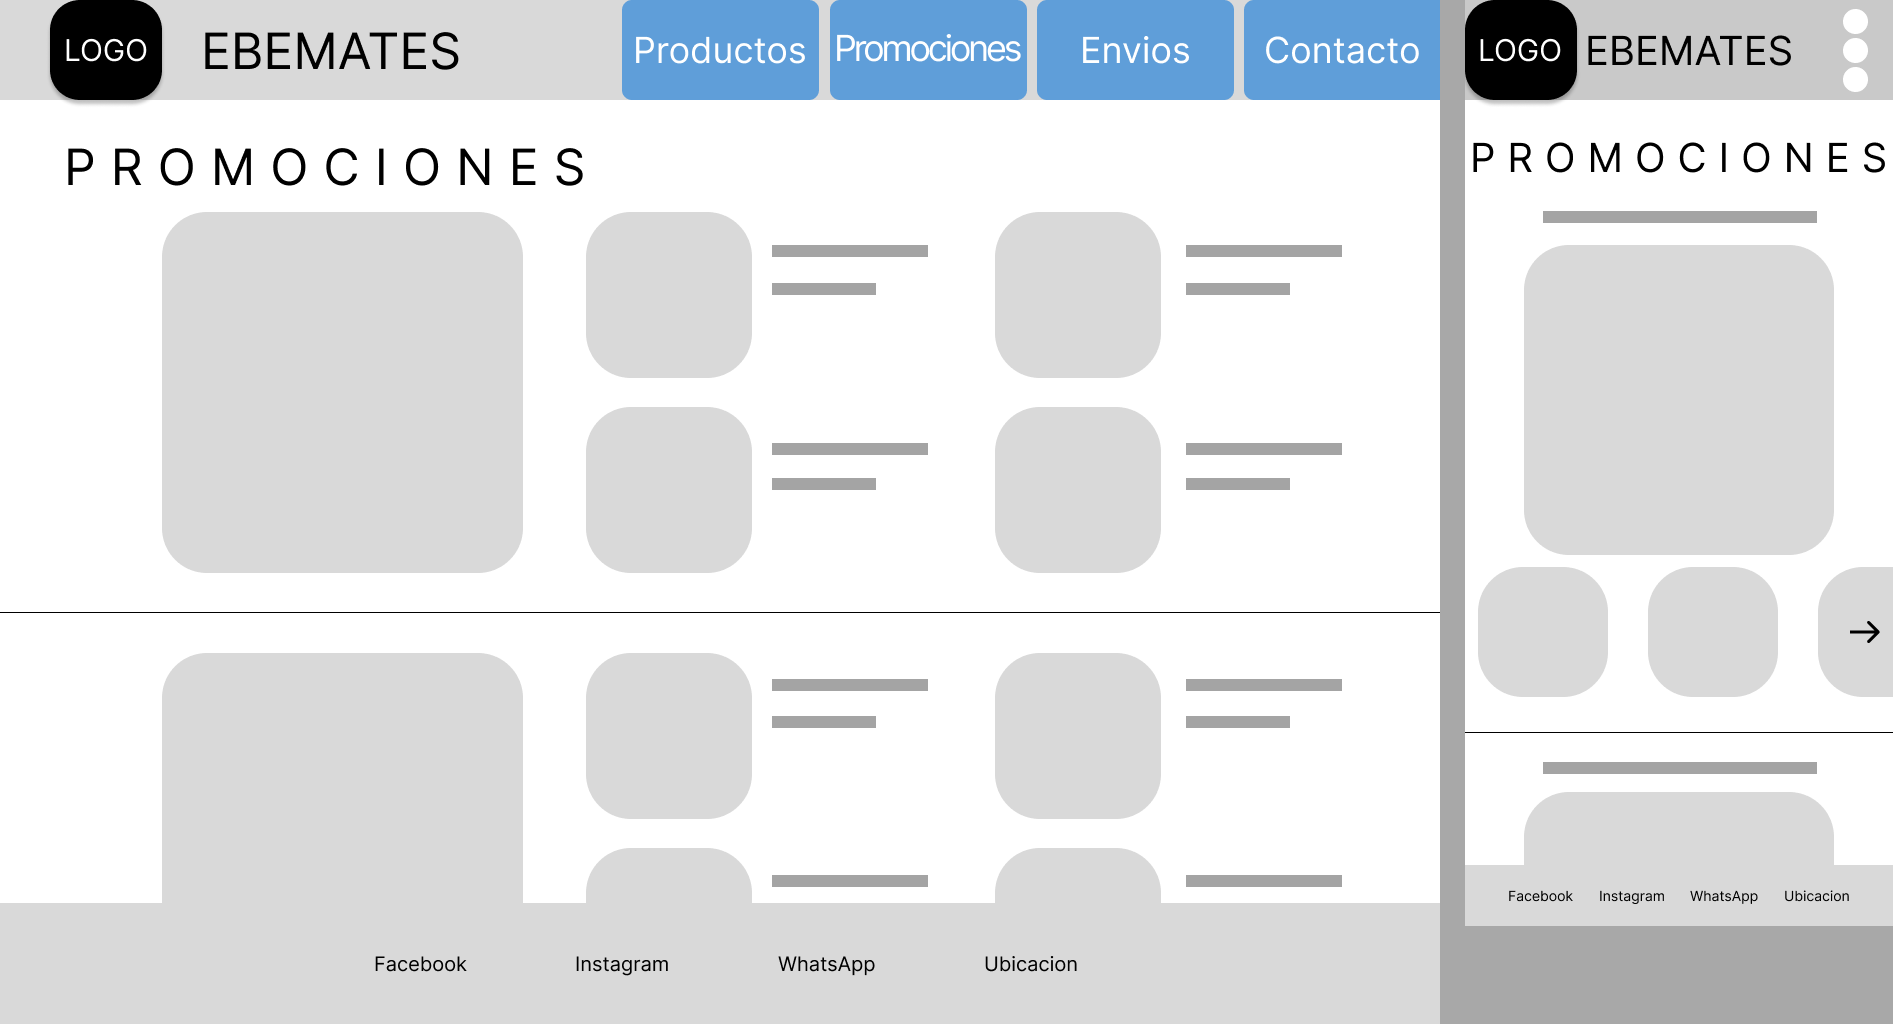 LOGO
EBEMATES
Productos
Promociones
Envios
Contacto
PROMOCIONES
Facebook
Instagram
WhatsApp
Ubicacion
LOGO
EBEMATES
PROMOCIONES
Facebook
Instagram
WhatsApp
Ubicacion